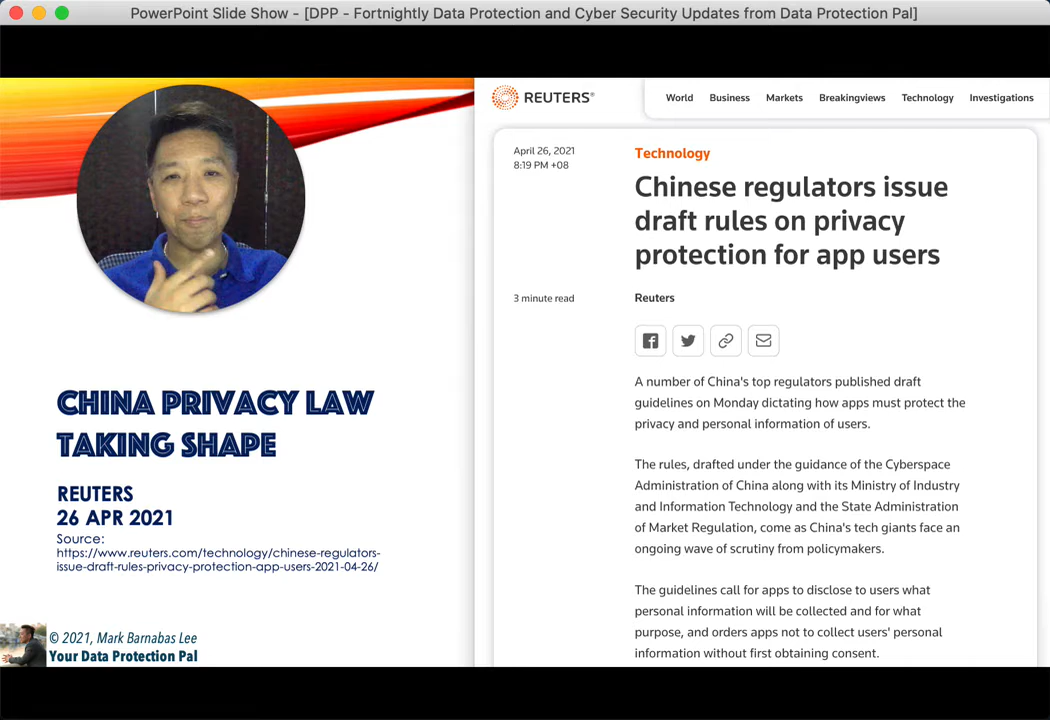 PowerPoint Slide Show - [DPP - Fortnightly Data Protection and Cyber Security Updates from Data Protection Pal]
CHINA PRIVACY LAW
TAKING SHAPE
REUTERS
26 APR 2021
Source:
https://www.reuters.com/technology/chinese-regulators-
issue-draft-rules-privacy-protection-app-users-2021-04-26/
© 2021, Mark Barnabas Lee
Your Data Protection Pal
REUTERS®
World Business Markets Breakingviews Technology Investigations
April 26, 2021
8:19 PM +08
Technology
Chinese regulators issue
draft rules on privacy
protection for app users
3 minute read
Reuters
A number of China's top regulators published draft
guidelines on Monday dictating how apps must protect the
privacy and personal information of users.
The rules, drafted under the guidance of the Cyberspace
Administration of China along with its Ministry of Industry
and Information Technology and the State Administration
of Market Regulation, come as China's tech giants face an
ongoing wave of scrutiny from policymakers.
The guidelines call for apps to disclose to users what
personal information will be collected and for what
purpose, and orders apps not to collect users' personal
information without first obtaining consent.